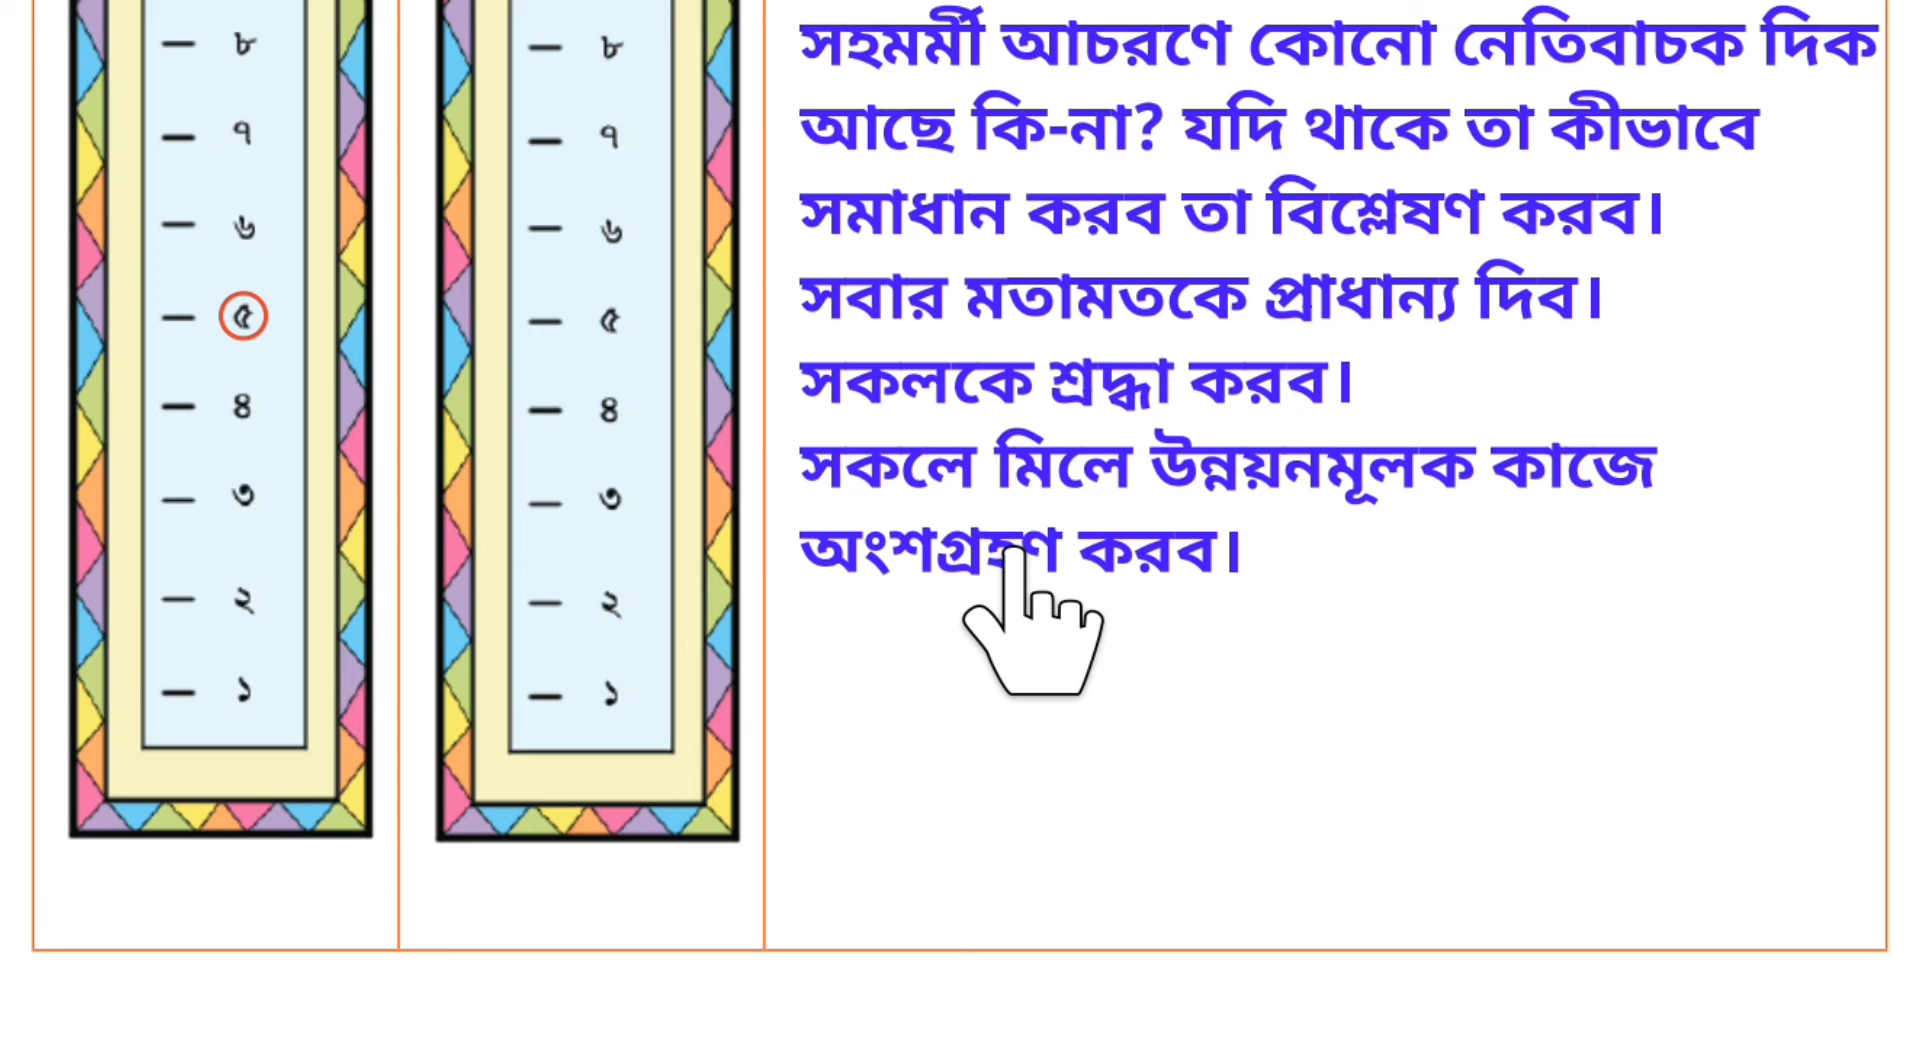 ৮
৭
৬
৫
৪
৩
২
১
৮
৭
৬
৫
৪
৩
২
১
সহমর্মী আচরণে কোনো নেতিবাচক দিক
আছে কি-না? যদি থাকে তা কীভাবে
সমাধান করব তা বিশ্লেষণ করব।
সবার মতামতকে প্রাধান্য দিব।
সকলকে শ্রদ্ধা করব।
সকলে মিলে উন্নয়নমূলক কাজে
অংশগ্রহণ করব।